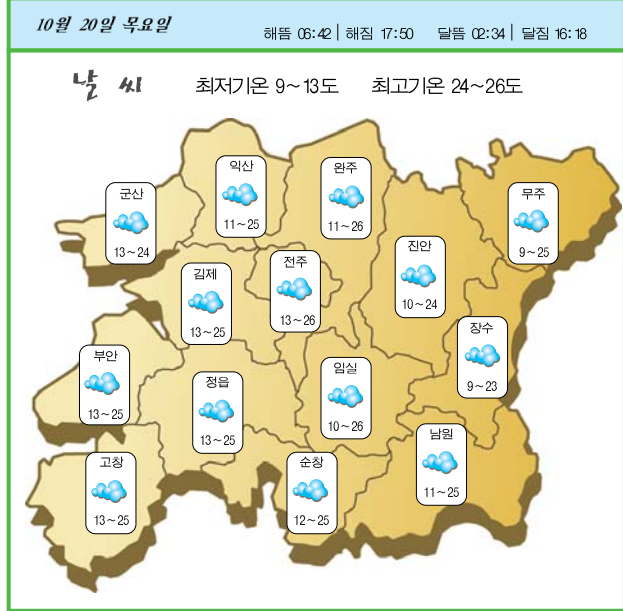 10월 20일 목요일
해뜸 06:42 | 해짐 17:50 달뜸 02:34 | 달짐 16:18
날 씨 최저기온 9~13도 최고기온 24~26도
군산
13~24
익산
11~25
완주
11~26
무주
9~25
김제
13~25
전주
13~26
진안
10~24
장수
9~23
부안
13~25
정읍
13~25
임실
10~26
남원
11~25
고창
13~25
순창
12~25